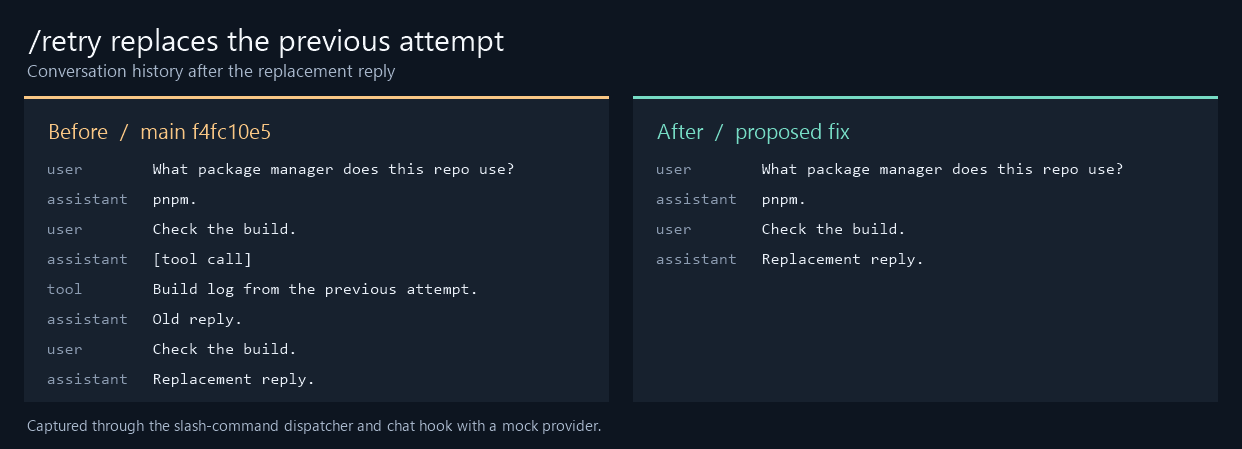 /retry replaces the previous attempt
Conversation history after the replacement reply
Before / main f4fc10e5
user What package manager does this repo use?
assistant pnpm.
user Check the build.
assistant [tool call]
tool Build log from the previous attempt.
assistant Old reply.
user Check the build.
assistant Replacement reply.
After / proposed fix
user What package manager does this repo use?
assistant pnpm.
user Check the build.
assistant Replacement reply.
Captured through the slash-command dispatcher and chat hook with a mock provider.